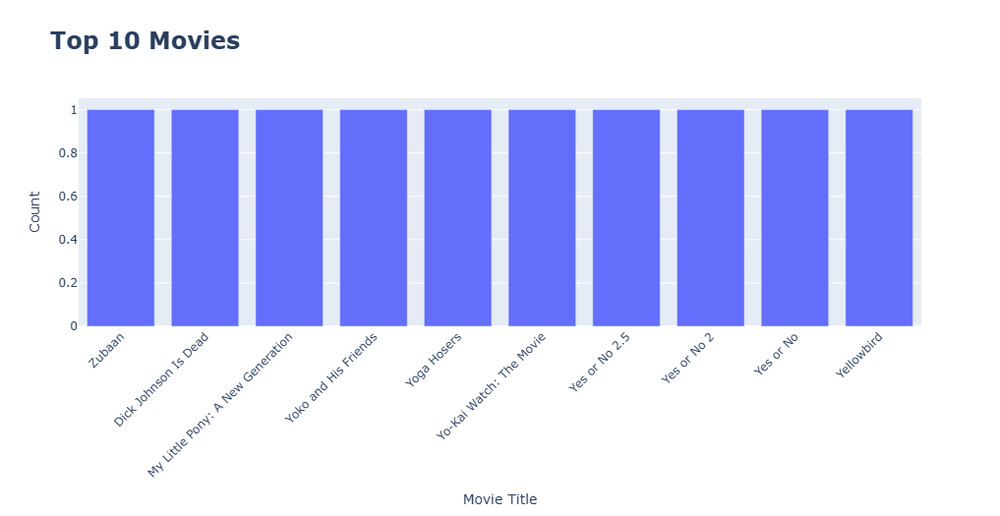 Top 10 Movies
1
0.8
0.6
0.4
0.2
0
Count
Zubaan
Dick Johnson Is Dead
My Little Pony: A New Generation
Yoko and His Friends
Yoga Hosers
Yo-Kai Watch: The Movie
Yes or No 2.5
Yes or No 2
Yes or No
Yellowbird
Movie Title